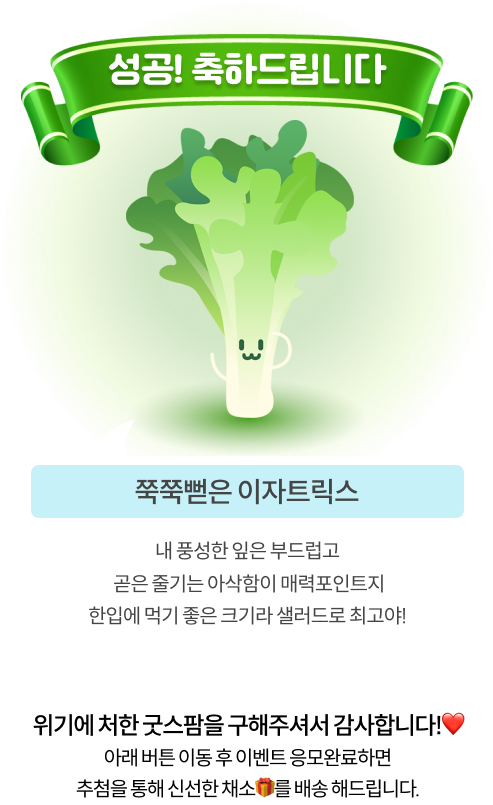 성공! 축하드립니다
쭉쭉뻗은 이자트릭스
내 풍성한 잎은 부드럽고
곧은 줄기는 아삭함이 매력포인트지
한입에 먹기 좋은 크기라 샐러드로 최고야!
위기에 처한 굿스팜을 구해주셔서 감사합니다!❤️
아래 버튼 이동 후 이벤트 응모완료하면
추첨을 통해 신선한 채소🎁를 배송 해드립니다.